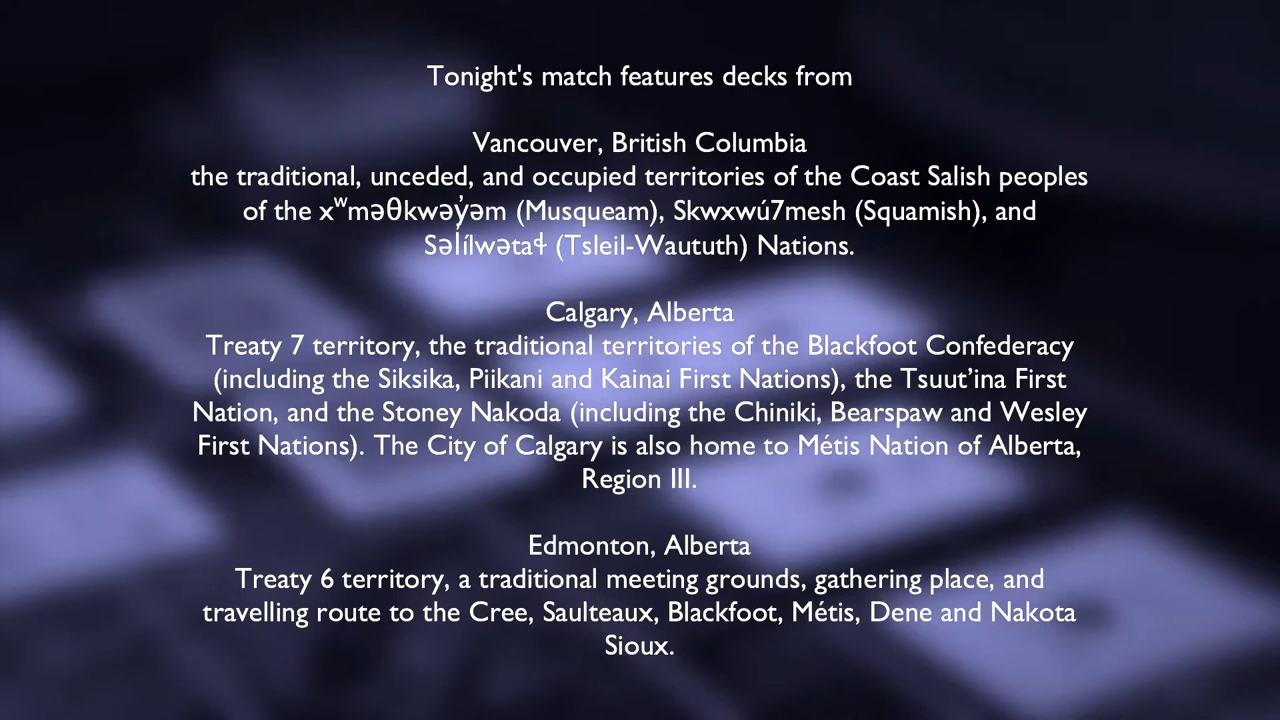 Tonight's match features decks from
Vancouver, British Columbia
the traditional, unceded, and occupied territories of the Coast Salish peoples
of the xʷməθkwəy̓əm (Musqueam), Skwxwú7mesh (Squamish), and
Səl̓ílwətaɬ (Tsleil-Waututh) Nations.
Calgary, Alberta
Treaty 7 territory, the traditional territories of the Blackfoot Confederacy
(including the Siksika, Piikani and Kainai First Nations), the Tsuut’ina First
Nation, and the Stoney Nakoda (including the Chiniki, Bearspaw and Wesley
First Nations). The City of Calgary is also home to Métis Nation of Alberta,
Region III.
Edmonton, Alberta
Treaty 6 territory, a traditional meeting grounds, gathering place, and
travelling route to the Cree, Saulteaux, Blackfoot, Métis, Dene and Nakota
Sioux.